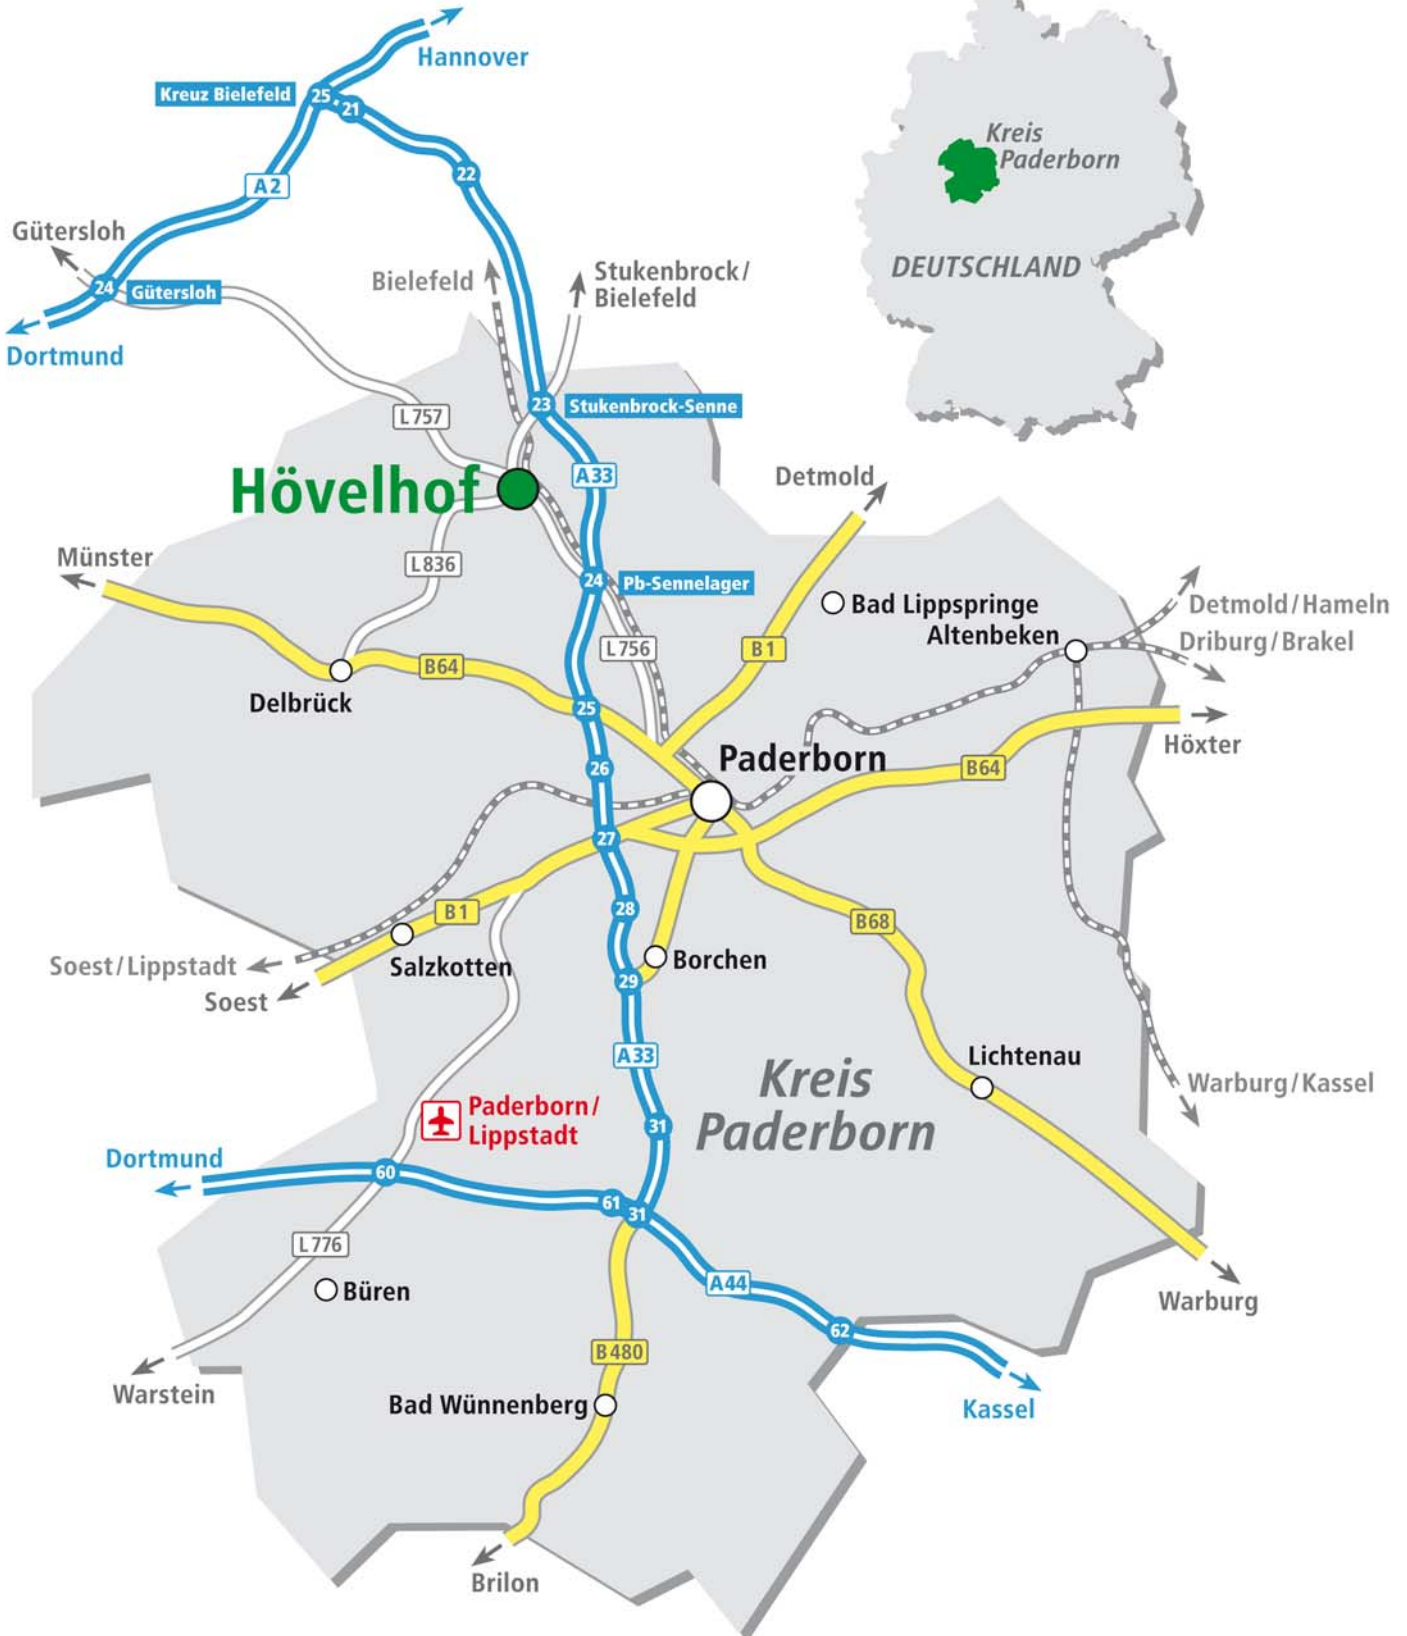 Hannover
Kreuz Bielefeld
25
21
Kreis
Paderborn
22
A2
Gütersloh
DEUTSCHLAND
Bielefeld
Stukenbrock/
Bielefeld
24
Gütersloh
Dortmund
23
Stukenbrock-Senne
L757
A33
Detmold
Hövelhof
Münster
L836
24
Pb-Sennelager
Bad Lippspringe
Detmold/Hameln
Altenbeken
Driburg/Brakel
L756
B1
B64
Delbrück
25
Höxter
Paderborn
26
B64
27
28
B1
B68
Soest/Lippstadt
Salzkotten
Borchen
Soest
29
A33
Lichtenau
Kreis
Paderborn
Warburg/Kassel
Paderborn/
Lippstadt
31
Dortmund
60
61
31
L776
A44
Büren
Warburg
62
B480
Warstein
Bad Wünnenberg
Kassel
Brilon